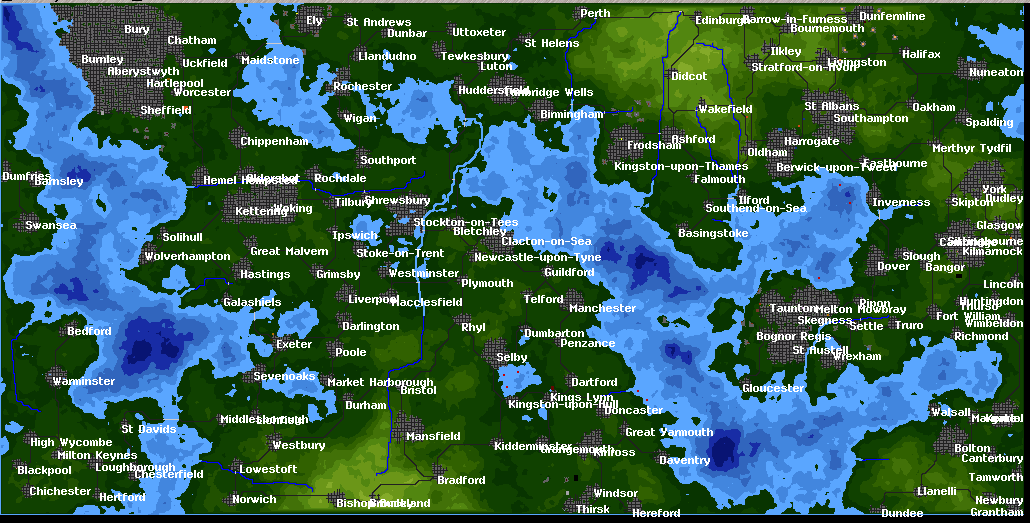 Perth
Edinburgh
Barrow-in-Furness
Dunfermline
Ely
St Andrews
Bournemouth
Bury
Dunbar
Uttoxeter
Chatham
St Helens
Ilkley
Halifax
Burnley
Uckfield
Maidstone
Llandudno
Tewkesbury
Luton
Livingston
Stratford-on-Avon
Aberystwyth
Didcot
Nuneaton
Hartlepool
Worcester
Rochester
Huddersfield
Tunbridge Wells
Sheffield
Wigan
Birmingham
Wakefield
St Albans
Oakham
Southampton
Spalding
Chippenham
Frodsham
Ashford
Harrogate
Merthyr Tydfil
Southport
Oldham
Kingston-upon-Thames
Berwick-upon-Tweed
Eastbourne
Dumfries
Barnsley
Hemel Hempstead
Aldershot
Rochdale
Falmouth
York
Dudley
Kettering
Woking
Tilbury
Shrewsbury
Ilford
Southend-on-Sea
Inverness
Skipton
Swansea
Stockton-on-Tees
Bletchley
Glasgow
Solihull
Ipswich
Clacton-on-Sea
Basingstoke
Sittingbourne
Wolverhampton
Great Malvern
Stoke-on-Trent
Newcastle-upon-Tyne
Slough
Kilmarnock
Hastings
Grimsby
Westminster
Guildford
Dover
Bangor
Plymouth
Lincoln
Galashiels
Liverpool
Macclesfield
Telford
Manchester
Taunton
Melton Mowbray
Ripon
Huntingdon
Fort William
Skegness
Settle
Truro
Wimbeldon
Bedford
Darlington
Rhyl
Dumbarton
Penzance
Bognor Regis
Richmond
Exeter
Poole
Selby
St Austell
Wrexham
Warminster
Sevenoaks
Market Harborough
Bristol
Dartford
Gloucester
Durham
Kings Lynn
Kingston-upon-Hull
Doncaster
Walsall
Middlesbrough
St Davids
Mansfield
Great Yarmouth
High Wycombe
Westbury
Kidderminster
Grangemouth
Kinross
Bolton
Milton Keynes
Canterbury
Blackpool
Loughborough
Chesterfield
Lowestoft
Daventry
Bradford
Tamworth
Chichester
Hertford
Norwich
Windsor
Llanelli
Newbury
Thirsk
Hereford
Dundee
Grantham